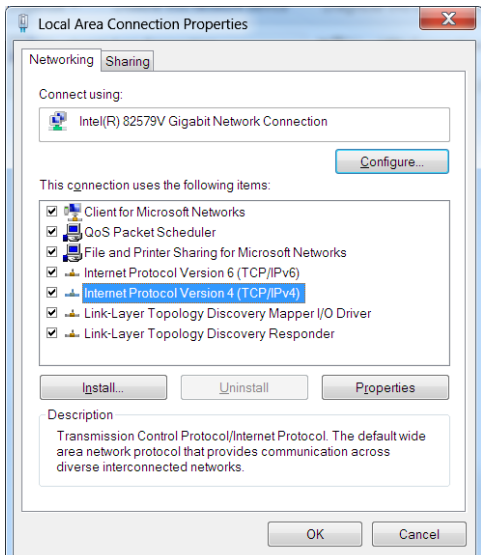 Local Area Connection Properties
Networking
Sharing
Connect using:
Intel(R) 82579V Gigabit Network Connection
Configure...
This connection uses the following items:
Client for Microsoft Networks
QoS Packet Scheduler
File and Printer Sharing for Microsoft Networks
Internet Protocol Version 6 (TCP/IPv6)
Internet Protocol Version 4 (TCP/IPv4)
Link-Layer Topology Discovery Mapper I/O Driver
Link-Layer Topology Discovery Responder
Install...
Uninstall
Properties
Description
Transmission Control Protocol/Internet Protocol. The default wide
area network protocol that provides communication across
diverse interconnected networks.
OK
Cancel